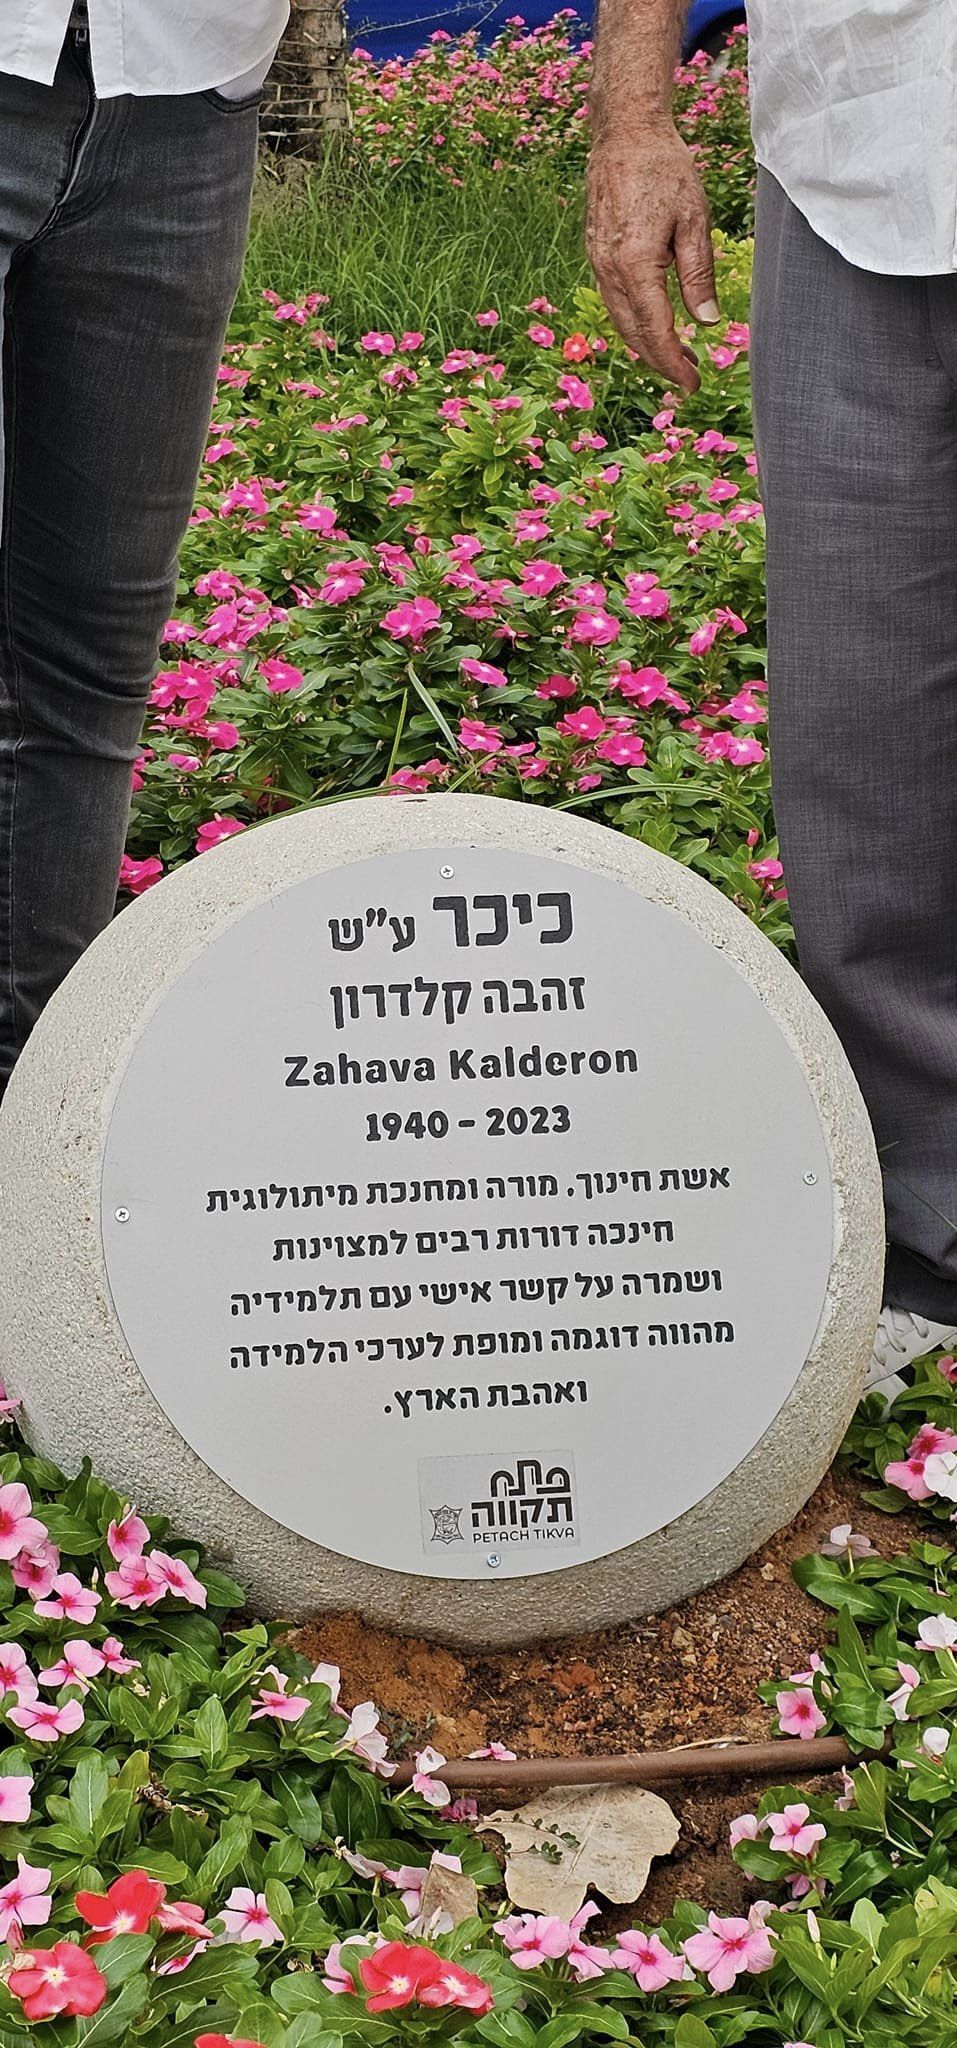 כיכר ע"ש
זהבה קלדרון
Zahava Kalderon
1940 - 2023
אשת חינוך, מורה ומחנכת מיתולוגית
חינכה דורות רבים למצוינות
ושמרה על קשר אישי עם תלמידיה
מהווה דוגמה ומופת לערכי הלמידה
ואהבת הארץ.
פתח
תקווה
PETACH TIKVA